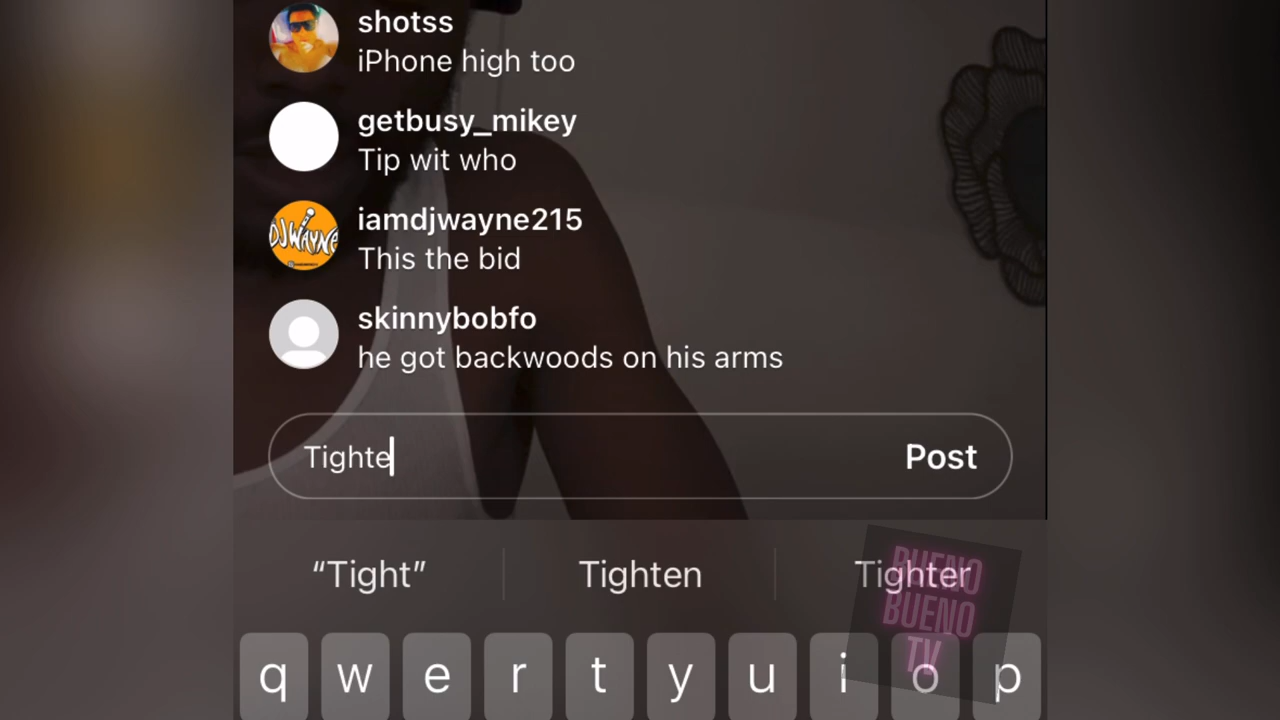 shotss
iPhone high too
getbusy_mikey
Tip wit who
DJWAYNE
iamdjwayne215
This the bid
skinnybobfo
he got backwoods on his arms
Tighte
Post
“Tight”
Tighten
Tighter
BUENO
BUENO
TV
q w e r t y u i o p